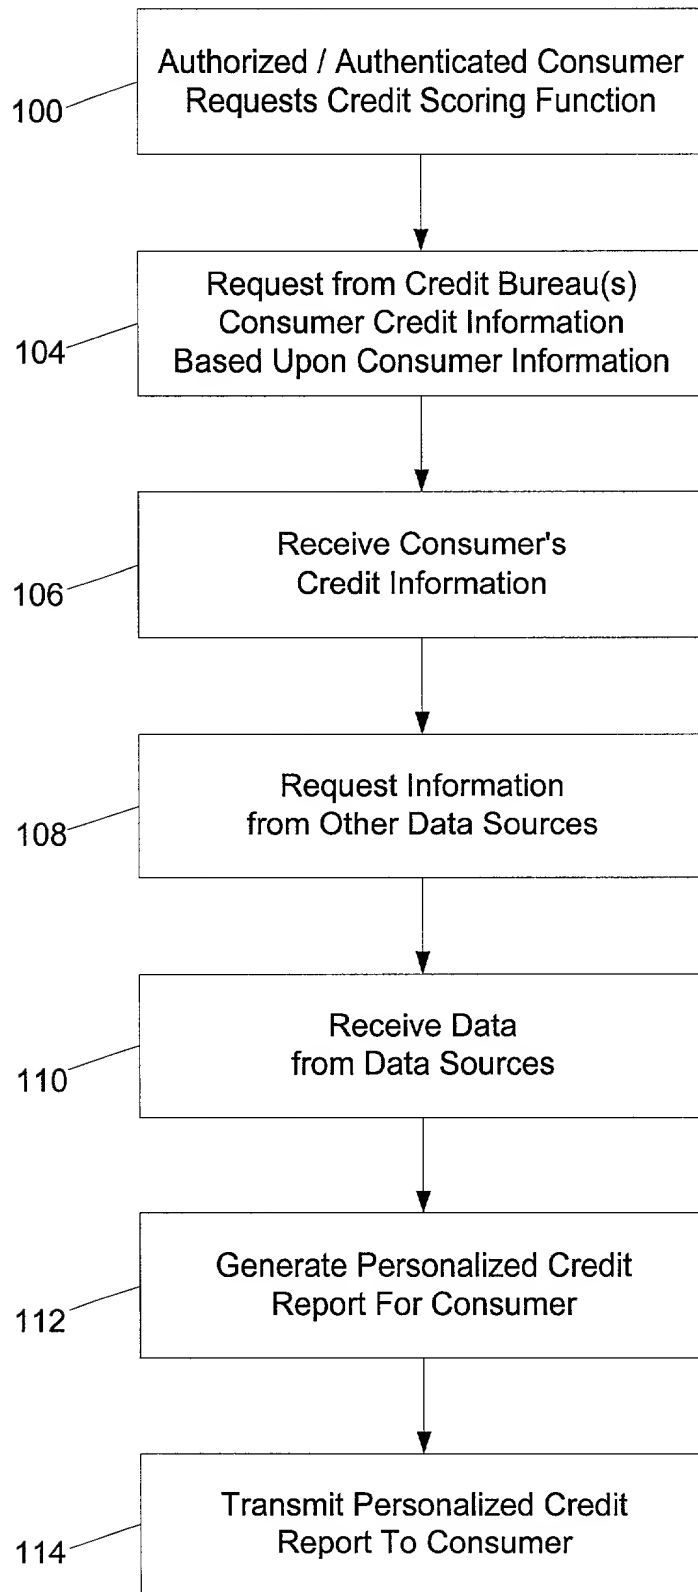 Authorized / Authenticated Consumer
Requests Credit Scoring Function
100
Request from Credit Bureau(s)
Consumer Credit Information
Based Upon Consumer Information
104
Receive Consumer's
Credit Information
106
Request Information
from Other Data Sources
108
Receive Data
from Data Sources
110
Generate Personalized Credit
Report For Consumer
112
Transmit Personalized Credit
Report To Consumer
114